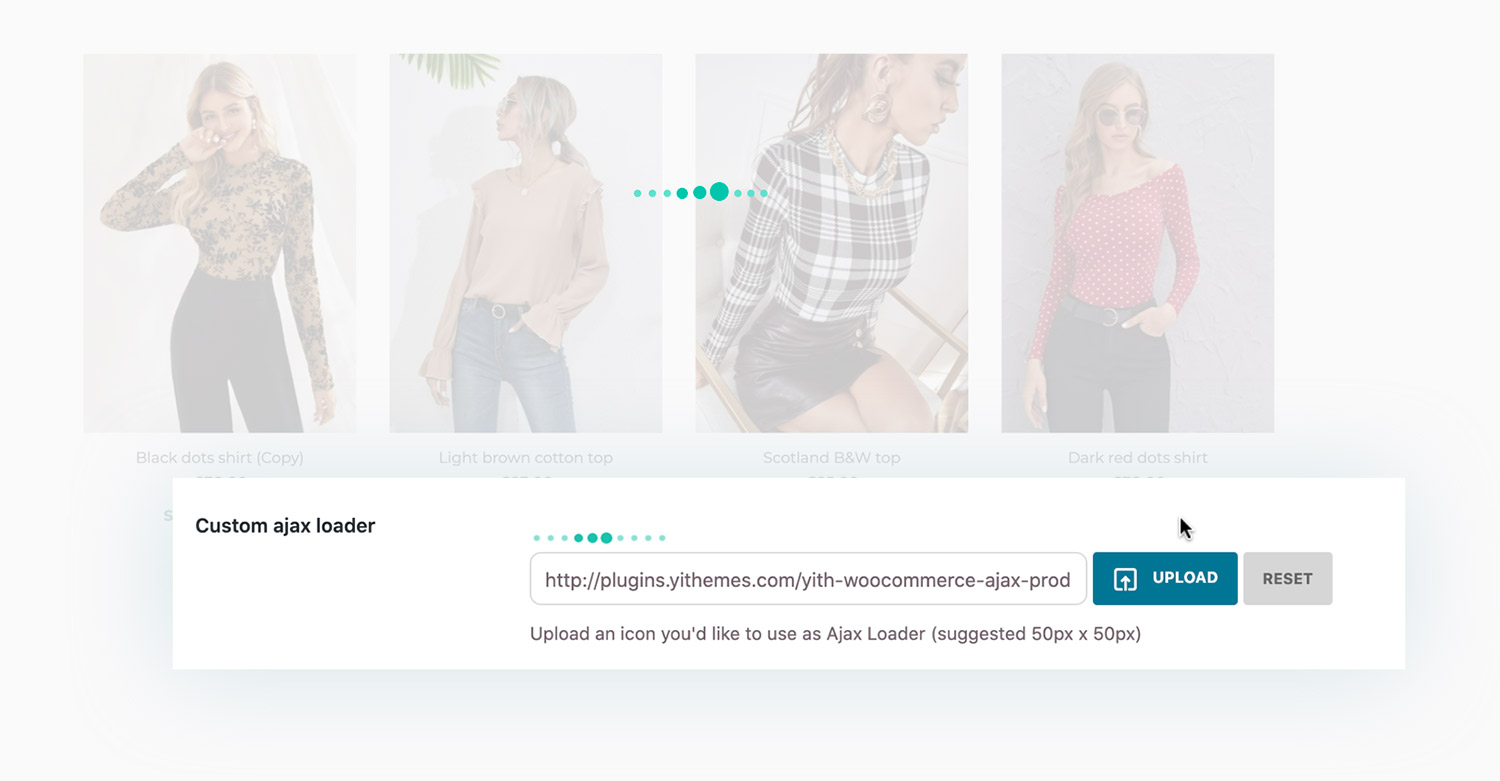 Black dots shirt (Copy)
Light brown cotton top
Scotland B&W top
Dark red dots shirt
Custom ajax loader
http://plugins.yithemes.com/yith-woocommerce-ajax-prod
UPLOAD
RESET
Upload an icon you'd like to use as Ajax Loader (suggested 50px x 50px)